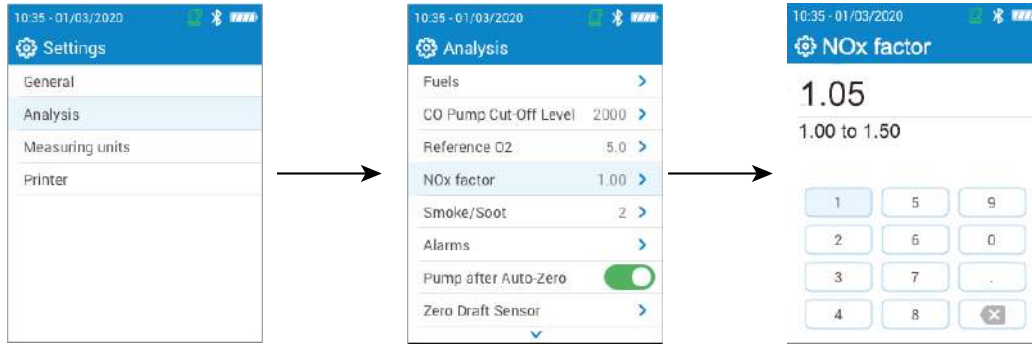 10:35 - 01/03/2020
Settings
General
Analysis
Measuring units
Printer
10:35 - 01/03/2020
Analysis
Fuels
CO Pump Cut-Off Level 2000
Reference O2 5.0
NOx factor 1.00
Smoke/Soot 2
Alarms
Pump after Auto-Zero
Zero Draft Sensor
10:35 - 01/03/2020
NOx factor
1.05
1.00 to 1.50
1 5 9
2 6 0
3 7 .
4 8